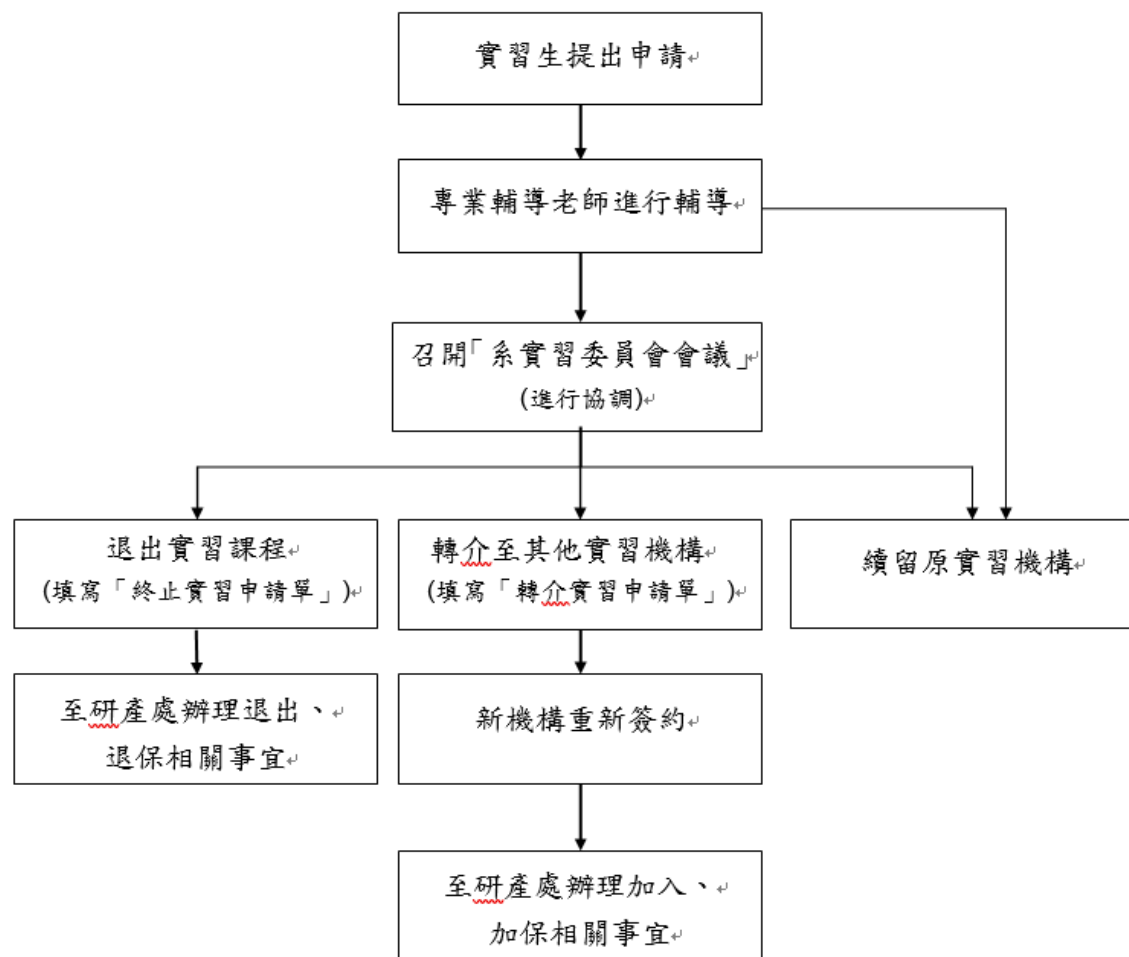 實習生提出申請
專業輔導老師進行輔導
召開「系實習委員會會議」
(進行協調)
退出實習課程
(填寫「終止實習申請單」)
轉介至其他實習機構
(填寫「轉介實習申請單」)
續留原實習機構
至研產處辦理退出、
退保相關事宜
新機構重新簽約
至研產處辦理加入、
加保相關事宜